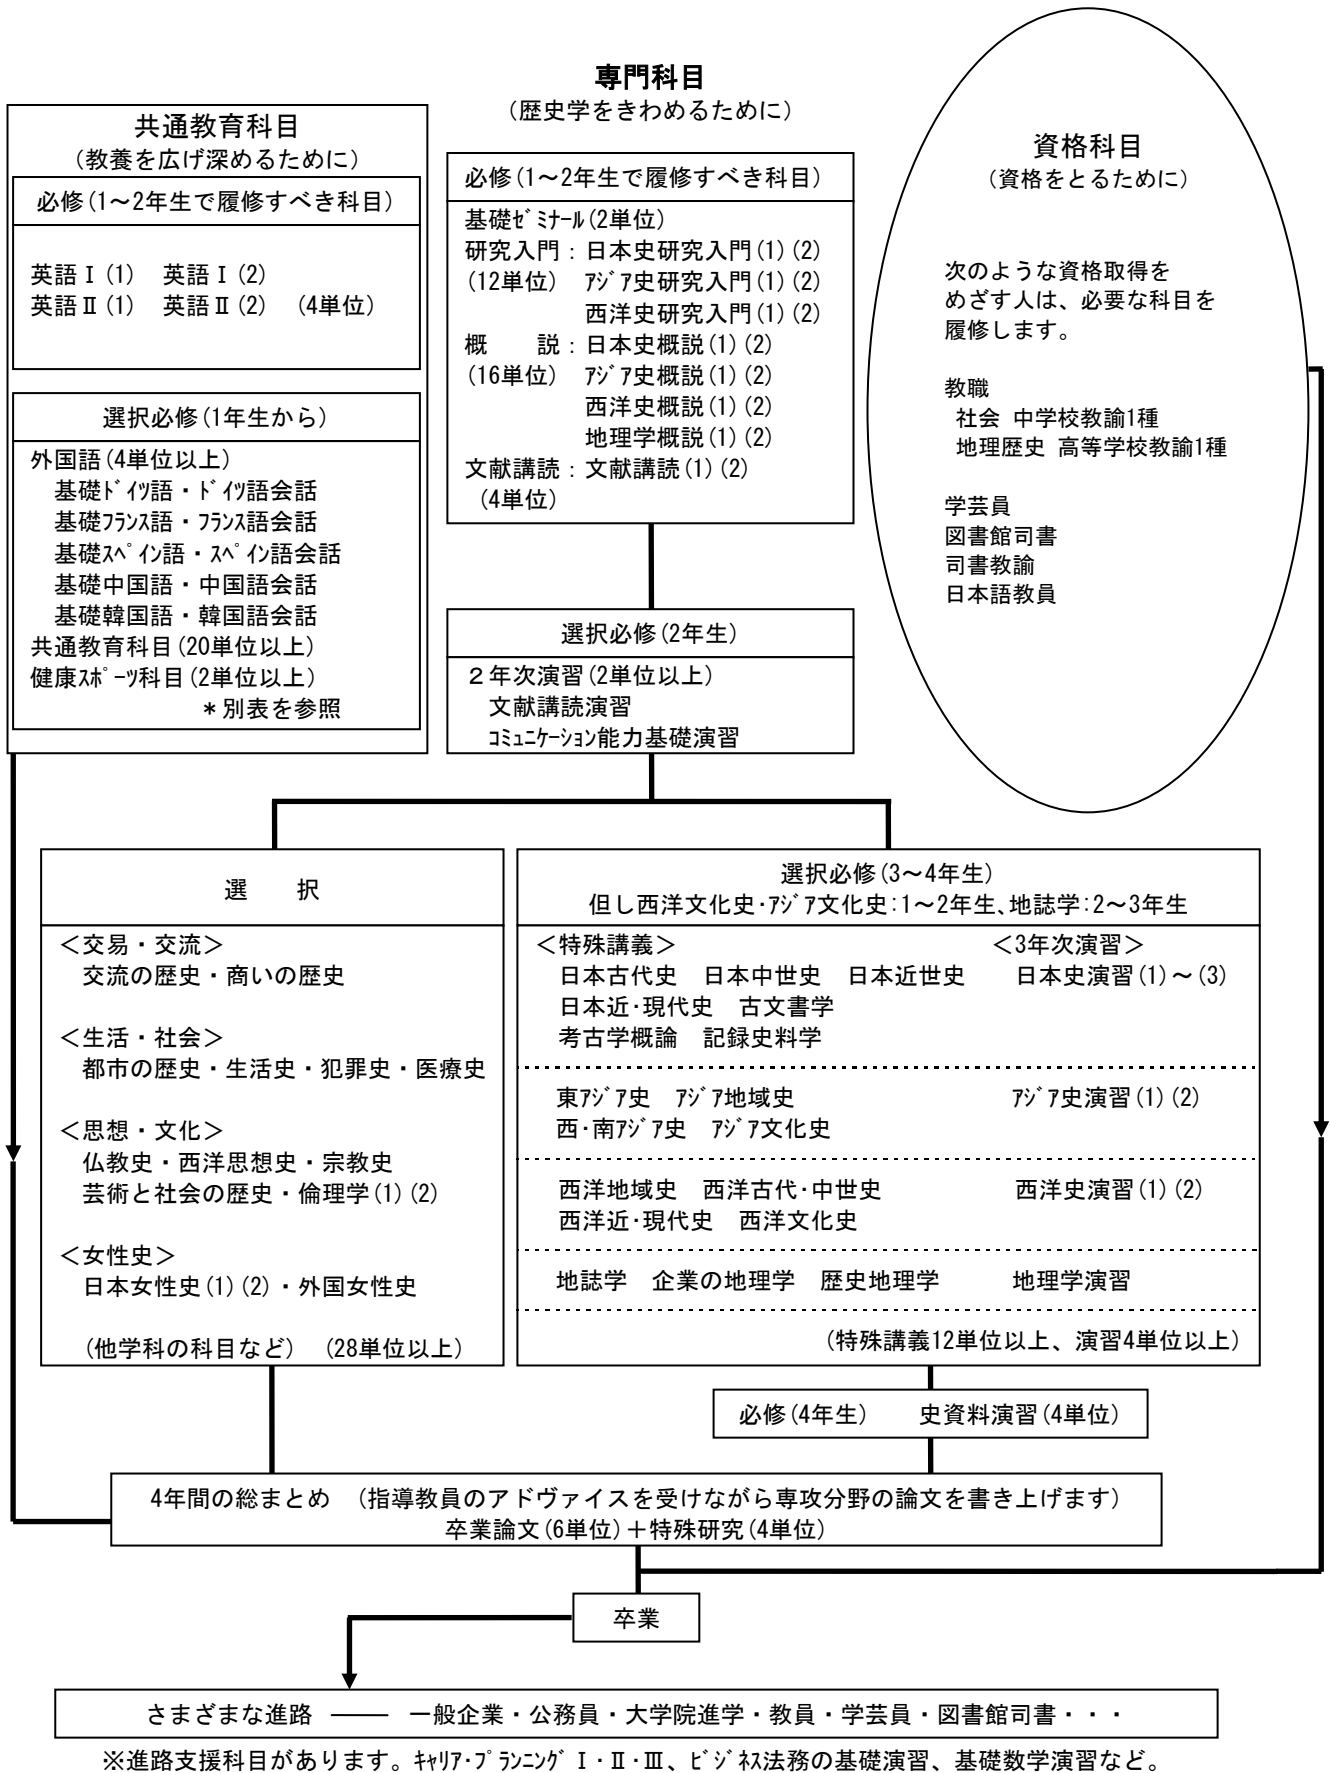 専門科目
(歴史学をきわめるために)
共通教育科目
(教養を広げ深めるために)
必修(1～2年生で履修すべき科目)
英語Ⅰ(1)　英語Ⅰ(2)
英語Ⅱ(1)　英語Ⅱ(2)　(4単位)
選択必修(1年生から)
外国語(4単位以上)
基礎ﾄﾞｲﾂ語・ﾄﾞｲﾂ語会話
基礎ﾌﾗﾝｽ語・ﾌﾗﾝｽ語会話
基礎ｽﾍﾟｲﾝ語・ｽﾍﾟｲﾝ語会話
基礎中国語・中国語会話
基礎韓国語・韓国語会話
共通教育科目(20単位以上)
健康ｽﾎﾟｰﾂ科目(2単位以上)
＊別表を参照
必修(1～2年生で履修すべき科目)
基礎ｾﾞﾐﾅｰﾙ(2単位)
研究入門：日本史研究入門(1)(2)
(12単位)　ｱｼﾞｱ史研究入門(1)(2)
西洋史研究入門(1)(2)
概　　説：日本史概説(1)(2)
(16単位)　ｱｼﾞｱ史概説(1)(2)
西洋史概説(1)(2)
地理学概説(1)(2)
文献講読：文献講読(1)(2)
(4単位)
選択必修(2年生)
２年次演習(2単位以上)
文献講読演習
ｺﾐｭﾆｹｰｼｮﾝ能力基礎演習
資格科目
(資格をとるために)
次のような資格取得を
めざす人は、必要な科目を
履修します。
教職
社会 中学校教諭1種
地理歴史 高等学校教諭1種
学芸員
図書館司書
司書教諭
日本語教員
選　　択
＜交易・交流＞
交流の歴史・商いの歴史
＜生活・社会＞
都市の歴史・生活史・犯罪史・医療史
＜思想・文化＞
仏教史・西洋思想史・宗教史
芸術と社会の歴史・倫理学(1)(2)
＜女性史＞
日本女性史(1)(2)・外国女性史
(他学科の科目など)　(28単位以上)
選択必修(3～4年生)
但し西洋文化史･ｱｼﾞｱ文化史:1～2年生､地誌学:2～3年生
＜特殊講義＞　＜3年次演習＞
日本古代史　日本中世史　日本近世史　日本史演習(1)～(3)
日本近･現代史　古文書学
考古学概論　記録史料学
東ｱｼﾞｱ史　ｱｼﾞｱ地域史　ｱｼﾞｱ史演習(1)(2)
西･南ｱｼﾞｱ史　ｱｼﾞｱ文化史
西洋地域史　西洋古代･中世史　西洋史演習(1)(2)
西洋近･現代史　西洋文化史
地誌学　企業の地理学　歴史地理学　地理学演習
(特殊講義12単位以上、演習4単位以上)
必修(4年生)　史資料演習(4単位)
4年間の総まとめ　(指導教員のアドヴァイスを受けながら専攻分野の論文を書き上げます)
卒業論文(6単位)＋特殊研究(4単位)
卒業
さまざまな進路 ―― 一般企業・公務員・大学院進学・教員・学芸員・図書館司書・・・
※進路支援科目があります。ｷｬﾘｱ･ﾌﾟﾗﾝﾆﾝｸﾞⅠ・Ⅱ・Ⅲ、ﾋﾞｼﾞﾈｽ法務の基礎演習、基礎数学演習など。